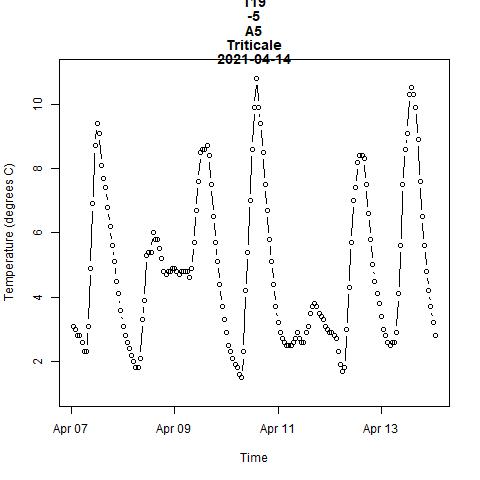 T19
-5
A5
Triticale
2021-04-14
Temperature (degrees C)
10
8
6
4
2
Apr 07
Apr 09
Apr 11
Apr 13
Time